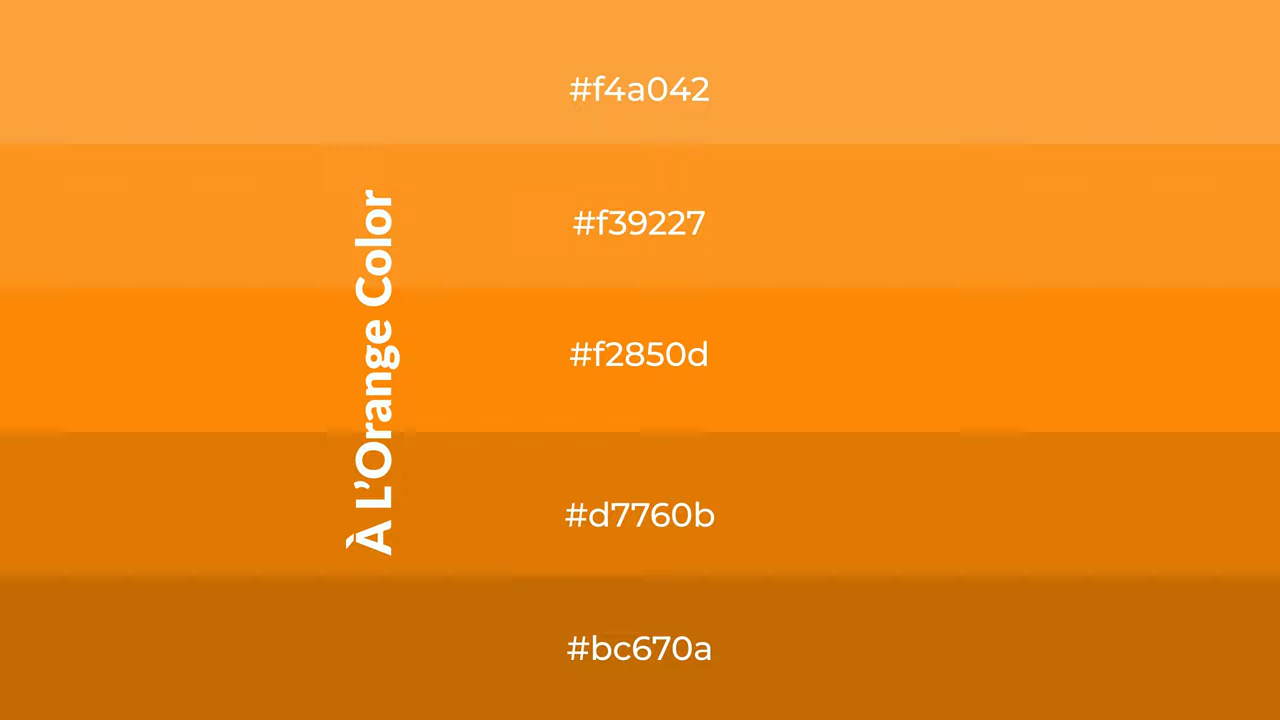 À L’Orange Color
#f4a042
#f39227
#f2850d
#d7760b
#bc670a